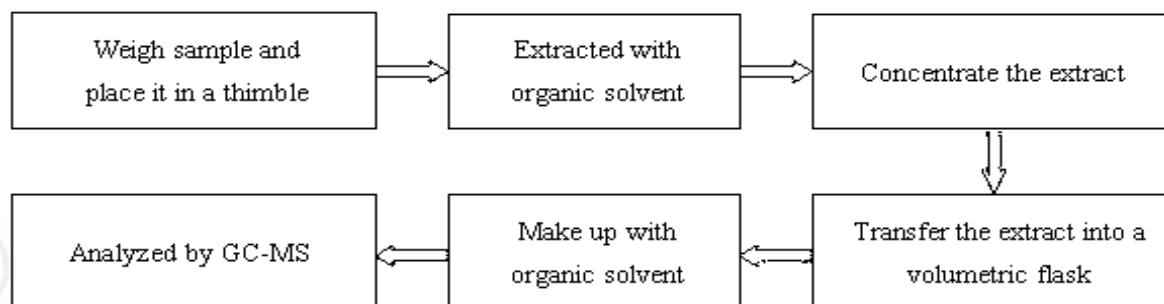 Weigh sample and
place it in a thimble
Extracted with
organic solvent
Concentrate the extract
Transfer the extract into a
volumetric flask
Make up with
organic solvent
Analyzed by GC-MS